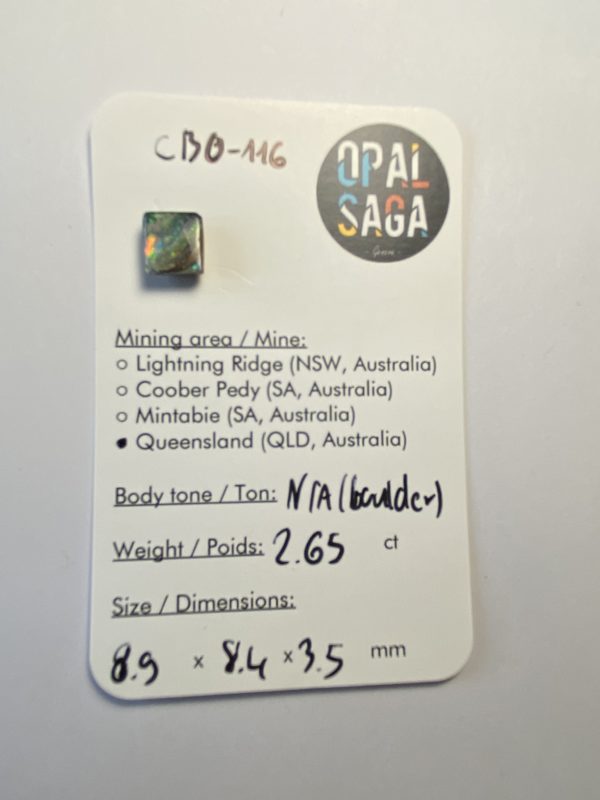 CBO-116
OPAL
SAGA
Mining area / Mine:
Lightning Ridge (NSW, Australia)
Coober Pedy (SA, Australia)
Mintabie (SA, Australia)
Queensland (QLD, Australia)
Body tone / Ton: N/A (boulder)
Weight / Poids: 2.65 ct
Size / Dimensions:
8.9 x 8.4 x 3.5 mm